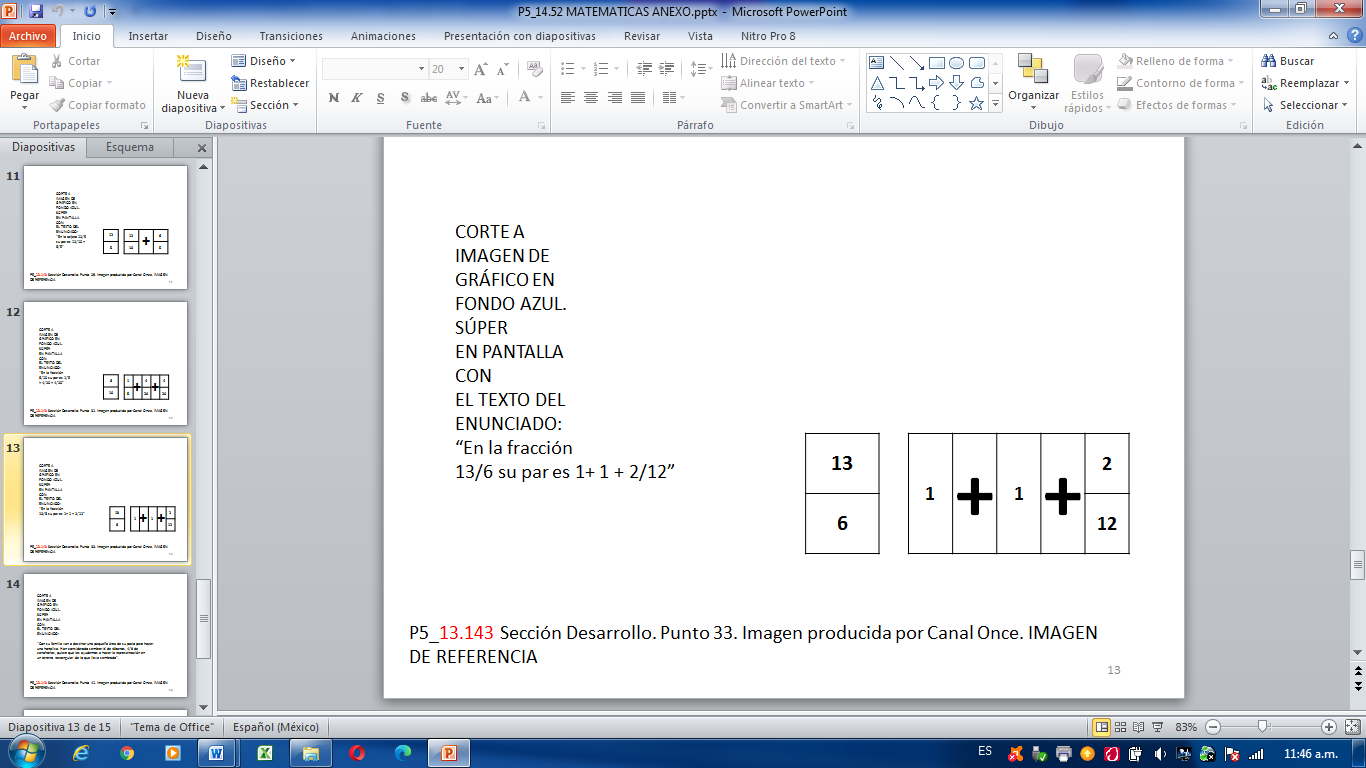 P5_14.52 MATEMATICAS ANEXO.pptx - Microsoft PowerPoint
Archivo Inicio Insertar Diseño Transiciones Animaciones Presentación con diapositivas Revisar Vista Nitro Pro 8
Pegar
Cortar
Copiar
Copiar formato
Portapapeles
Nueva diapositiva
Diseño
Restablecer
Sección
Diapositivas
20
Fuente
Párrafo
Dirección del texto
Alinear texto
Convertir a SmartArt
Organizar
Estilos rápidos
Relleno de forma
Contorno de forma
Efectos de formas
Dibujo
Buscar
Reemplazar
Seleccionar
Edición
Diapositivas Esquema
11
12
13
14
CORTE A
IMAGEN DE
GRÁFICO EN
FONDO AZUL.
SÚPER
EN PANTALLA
CON
EL TEXTO DEL
ENUNCIADO:
“En la fracción
13/6 su par es 1+ 1 + 2/12”
13
6
1 + 1 + 2
12
P5_13.143 Sección Desarrollo. Punto 33. Imagen producida por Canal Once. IMAGEN
DE REFERENCIA
13
Diapositiva 13 de 15 "Tema de Office" Español (México) 83%
ES 11:46 a.m.